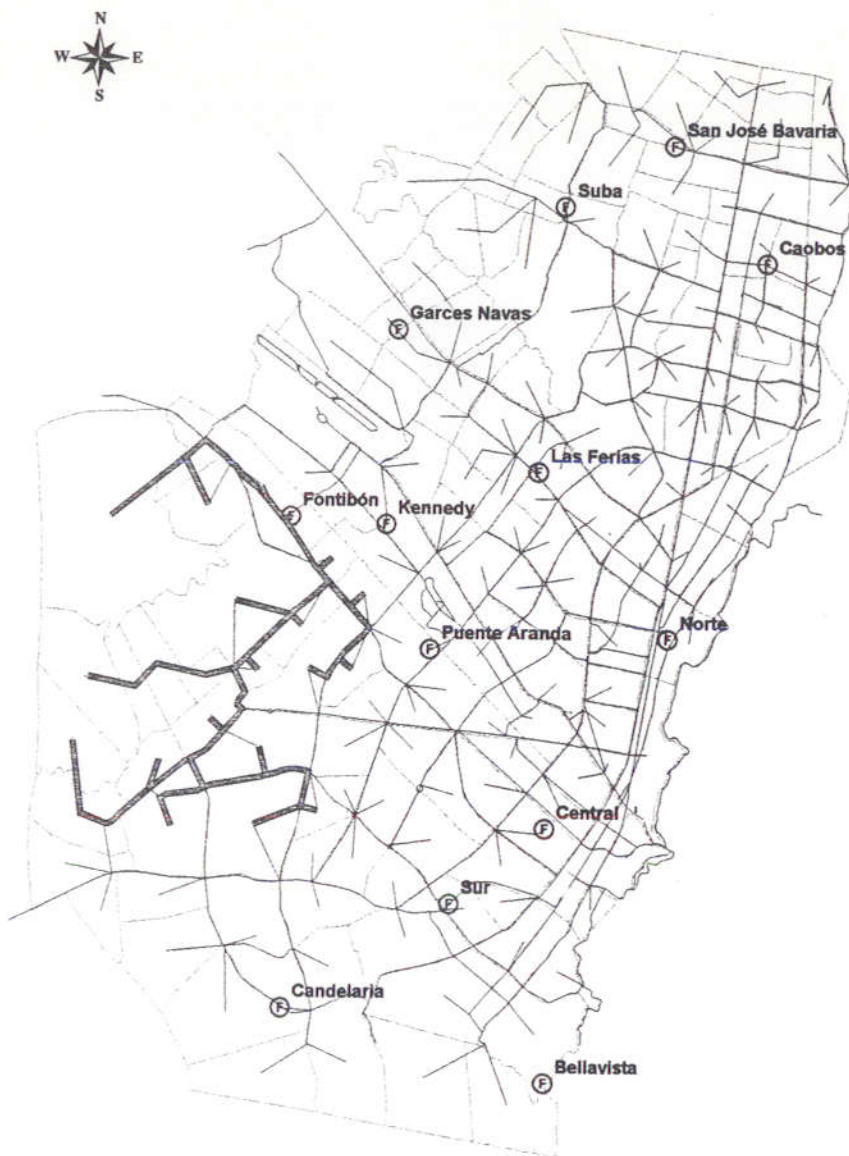 N
W E
S
San José Bavaria
F
Suba
F
Caobos
F
Garces Navas
F
Las Ferias
F
Fontibón
F
Kennedy
F
Norte
F
Puente Aranda
F
Central
F
Sur
F
Candelaria
F
Bellavista
F